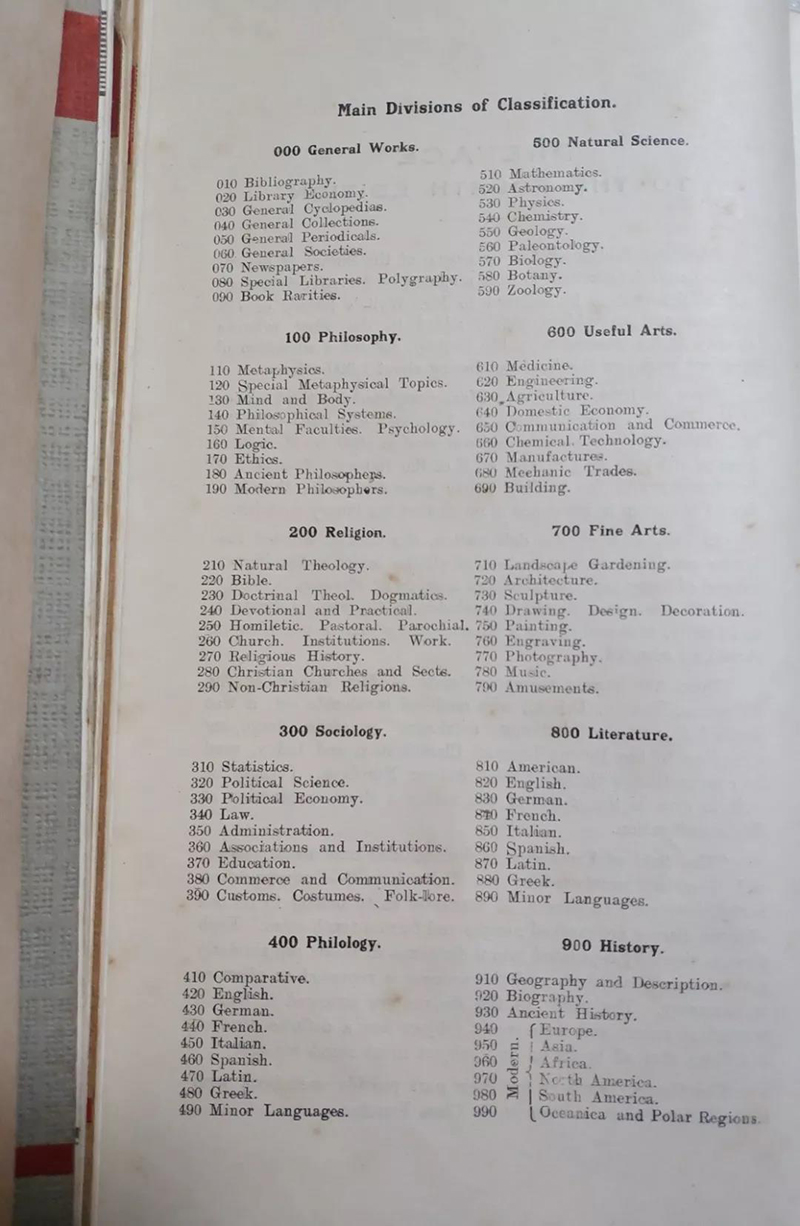 Main Divisions of Classification.
000 General Works.
010 Bibliography.
020 Library Economy.
030 General Cyclopedias.
040 General Collections.
050 General Periodicals.
060 General Societies.
070 Newspapers.
080 Special Libraries. Polygraphy.
090 Book Rarities.
100 Philosophy.
110 Metaphysics.
120 Special Metaphysical Topics.
130 Mind and Body.
140 Philosophical Systems.
150 Mental Faculties. Psychology.
160 Logic.
170 Ethics.
180 Ancient Philosophers.
190 Modern Philosophers.
200 Religion.
210 Natural Theology.
220 Bible.
230 Doctrinal Theol. Dogmatics.
240 Devotional and Practical.
250 Homiletic. Pastoral. Parochial.
260 Church. Institutions. Work.
270 Religious History.
280 Christian Churches and Sects.
290 Non-Christian Religions.
300 Sociology.
310 Statistics.
320 Political Science.
330 Political Economy.
340 Law.
350 Administration.
360 Associations and Institutions.
370 Education.
380 Commerce and Communication.
390 Customs. Costumes. Folk-lore.
400 Philology.
410 Comparative.
420 English.
430 German.
440 French.
450 Italian.
460 Spanish.
470 Latin.
480 Greek.
490 Minor Languages.
500 Natural Science.
510 Mathematics.
520 Astronomy.
530 Physics.
540 Chemistry.
550 Geology.
560 Paleontology.
570 Biology.
580 Botany.
590 Zoology.
600 Useful Arts.
610 Medicine.
620 Engineering.
630 Agriculture.
640 Domestic Economy.
650 Communication and Commerce.
660 Chemical. Technology.
670 Manufactures.
680 Mechanic Trades.
690 Building.
700 Fine Arts.
710 Landscape Gardening.
720 Architecture.
730 Sculpture.
740 Drawing. Design. Decoration.
750 Painting.
760 Engraving.
770 Photography.
780 Music.
790 Amusements.
800 Literature.
810 American.
820 English.
830 German.
840 French.
850 Italian.
860 Spanish.
870 Latin.
880 Greek.
890 Minor Languages.
900 History.
910 Geography and Description.
920 Biography.
930 Ancient History.
Modern.
940 Europe.
950 Asia.
960 Africa.
970 North America.
980 South America.
990 Oceanica and Polar Regions.